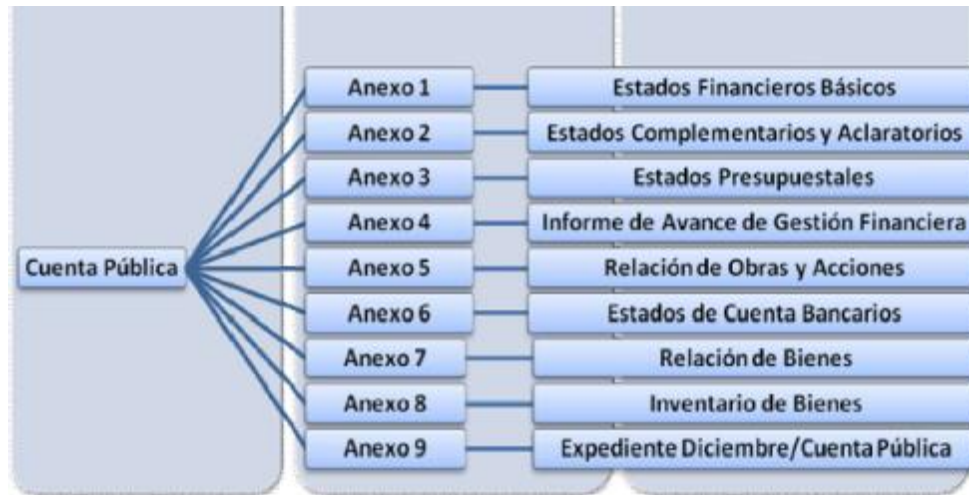 Cuenta Pública
Anexo 1
Estados Financieros Básicos
Anexo 2
Estados Complementarios y Aclaratorios
Anexo 3
Estados Presupuestales
Anexo 4
Informe de Avance de Gestión Financiera
Anexo 5
Relación de Obras y Acciones
Anexo 6
Estados de Cuenta Bancarios
Anexo 7
Relación de Bienes
Anexo 8
Inventario de Bienes
Anexo 9
Expediente Diciembre/Cuenta Pública